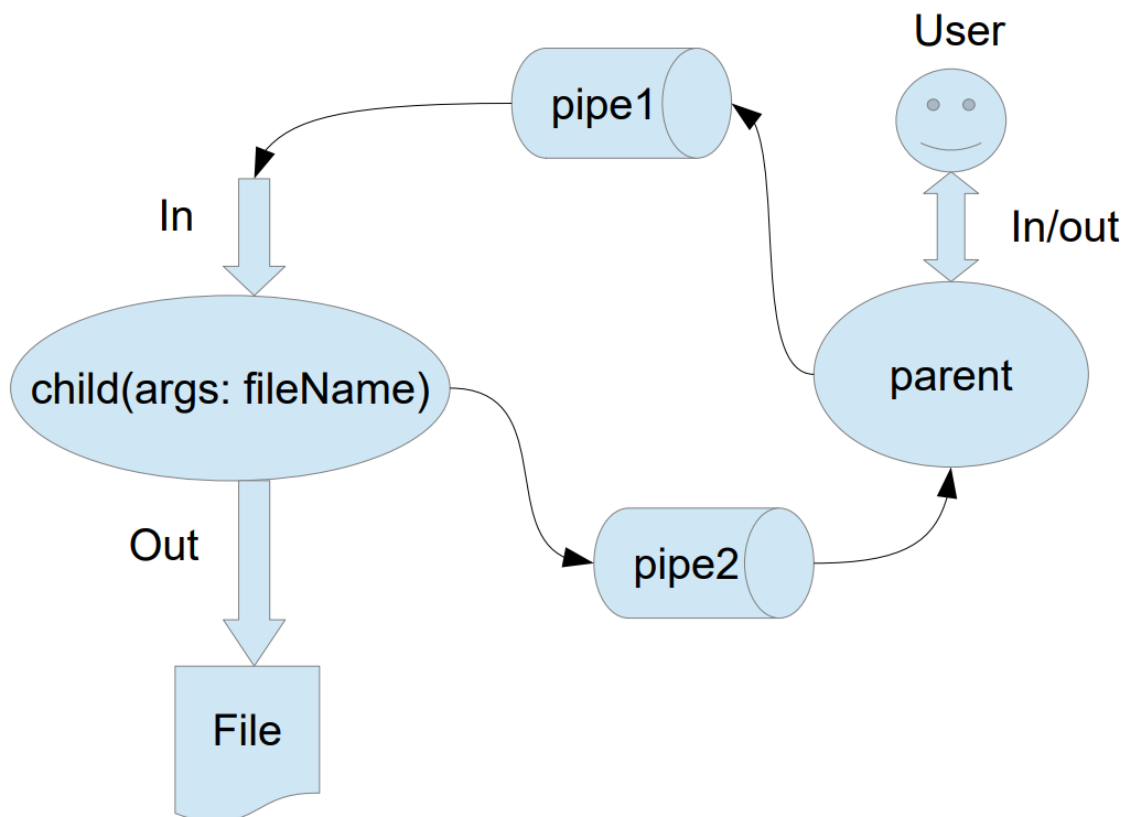 User
pipe1
In
In/out
child(args: fileName)
parent
Out
pipe2
File